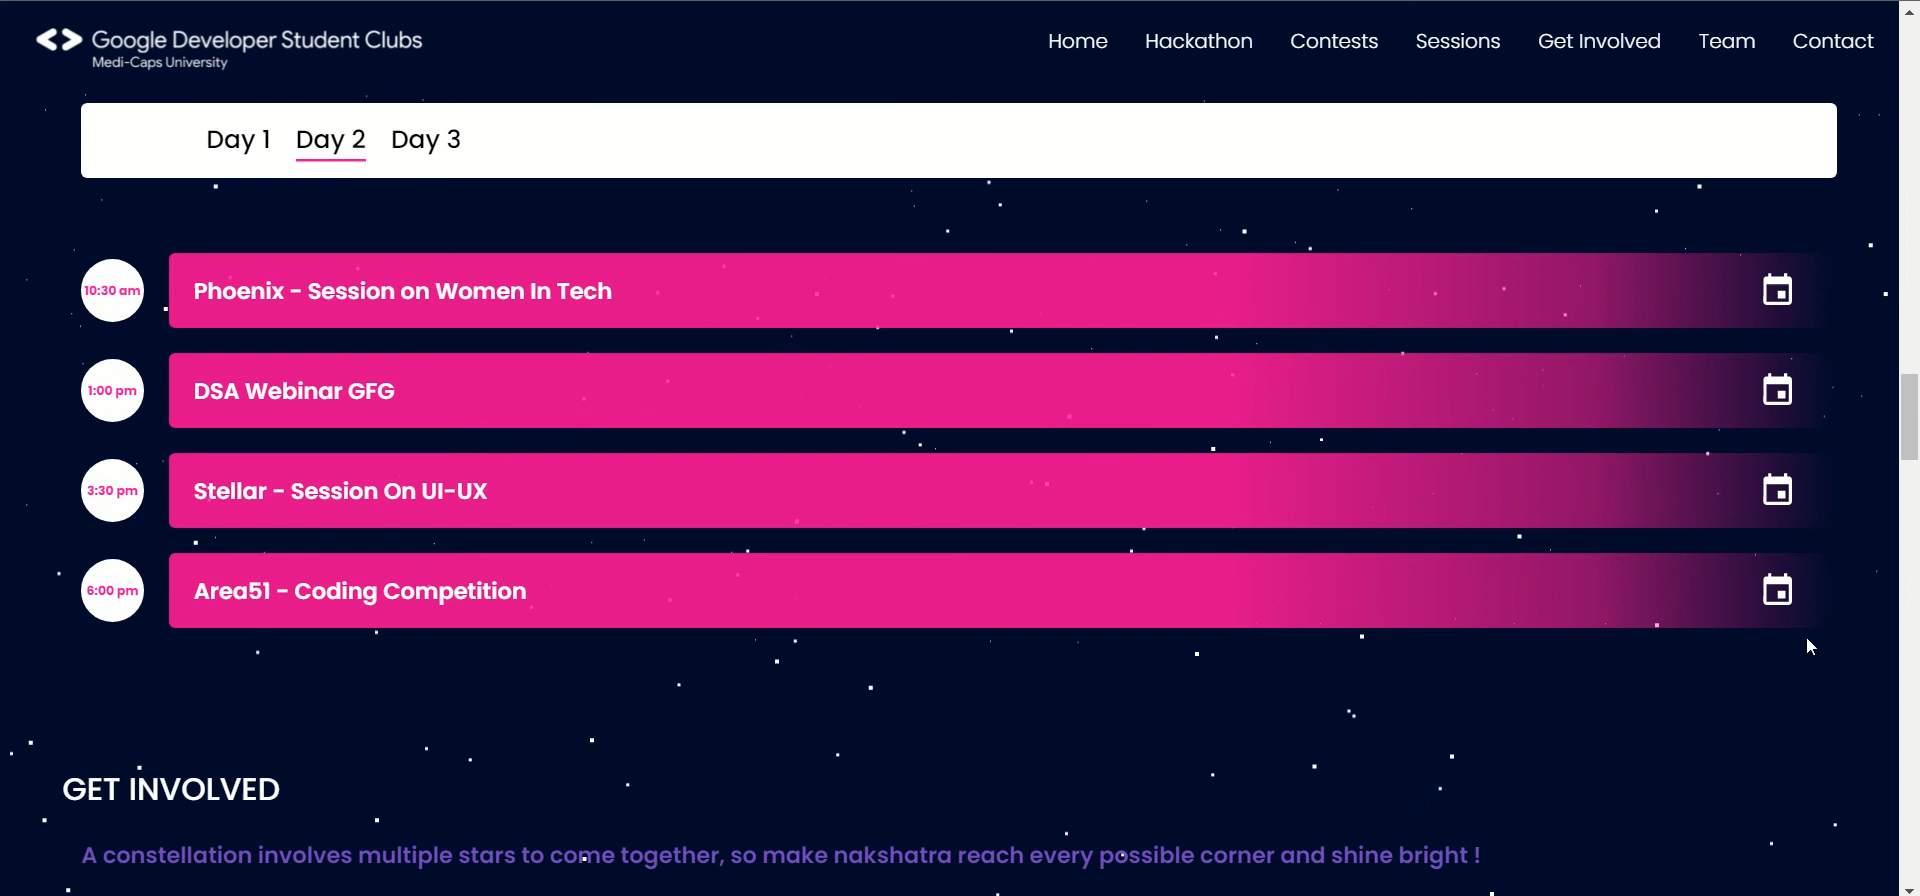 Google Developer Student Clubs
Medi-Caps University
Home Hackathon Contests Sessions Get Involved Team Contact
Day 1 Day 2 Day 3
10:30 am Phoenix - Session on Women In Tech
1:00 pm DSA Webinar GFG
3:30 pm Stellar - Session On UI-UX
6:00 pm Area51 - Coding Competition
GET INVOLVED
A constellation involves multiple stars to come together, so make nakshatra reach every possible corner and shine bright !